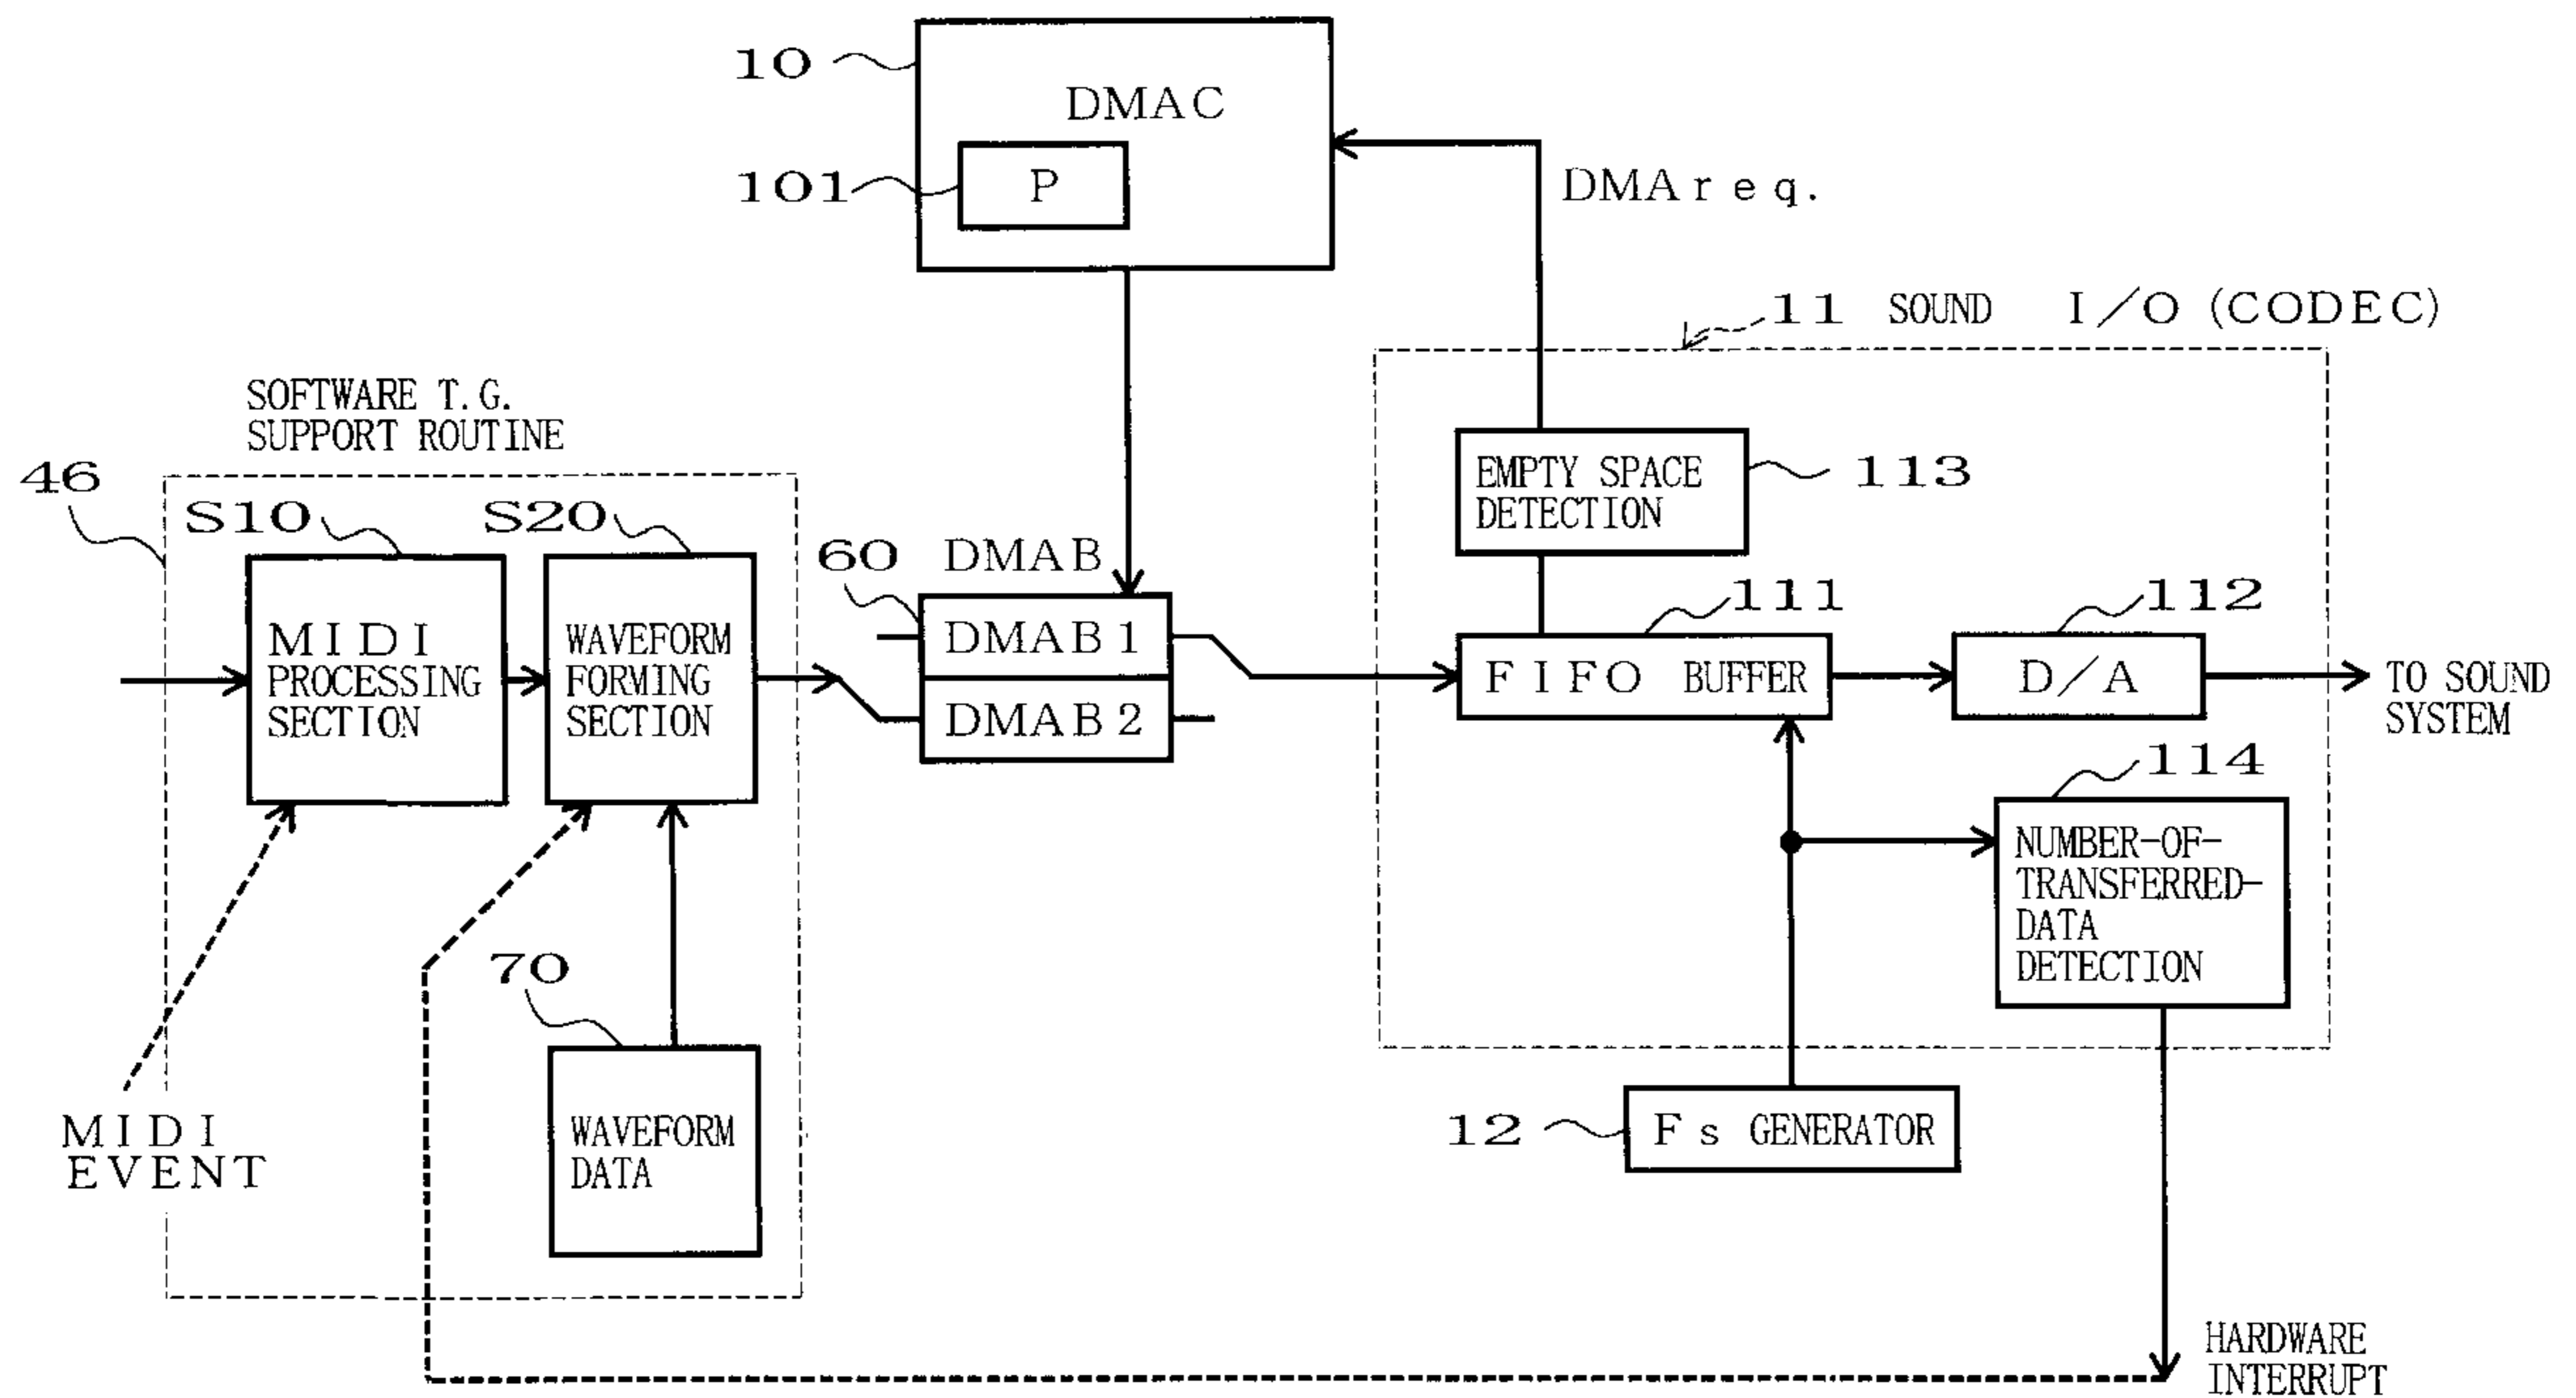 10
DMAC
101
P
DMAreq.
11 SOUND I/O (CODEC)
SOFTWARE T.G.
SUPPORT ROUTINE
46
S10
S20
60
DMAB
113
EMPTY SPACE
DETECTION
111
112
MIDI
PROCESSING
SECTION
WAVEFORM
FORMING
SECTION
DMAB1
DMAB2
FIFO BUFFER
D/A
TO SOUND
SYSTEM
114
NUMBER-OF-
TRANSFERRED-
DATA
DETECTION
70
WAVEFORM
DATA
MIDI
EVENT
12
Fs GENERATOR
HARDWARE
INTERRUPT